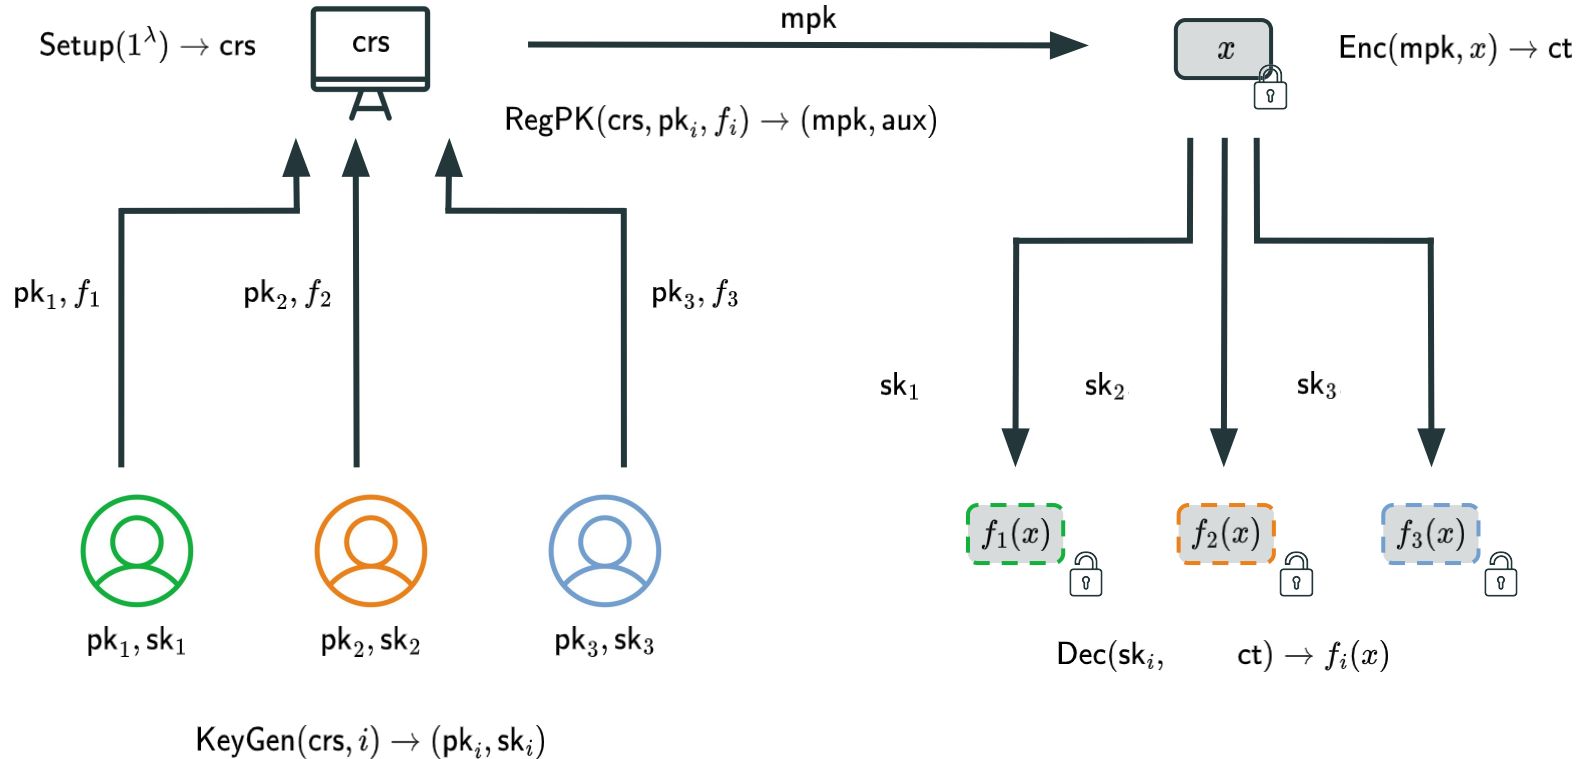 Setup(1^λ) → crs
crs
mpk
x
Enc(mpk, x) → ct
RegPK(crs, pk_i, f_i) → (mpk, aux)
pk_1, f_1
pk_2, f_2
pk_3, f_3
sk_1
sk_2
sk_3
f_1(x)
f_2(x)
f_3(x)
pk_1, sk_1
pk_2, sk_2
pk_3, sk_3
Dec(sk_i, ct) → f_i(x)
KeyGen(crs, i) → (pk_i, sk_i)